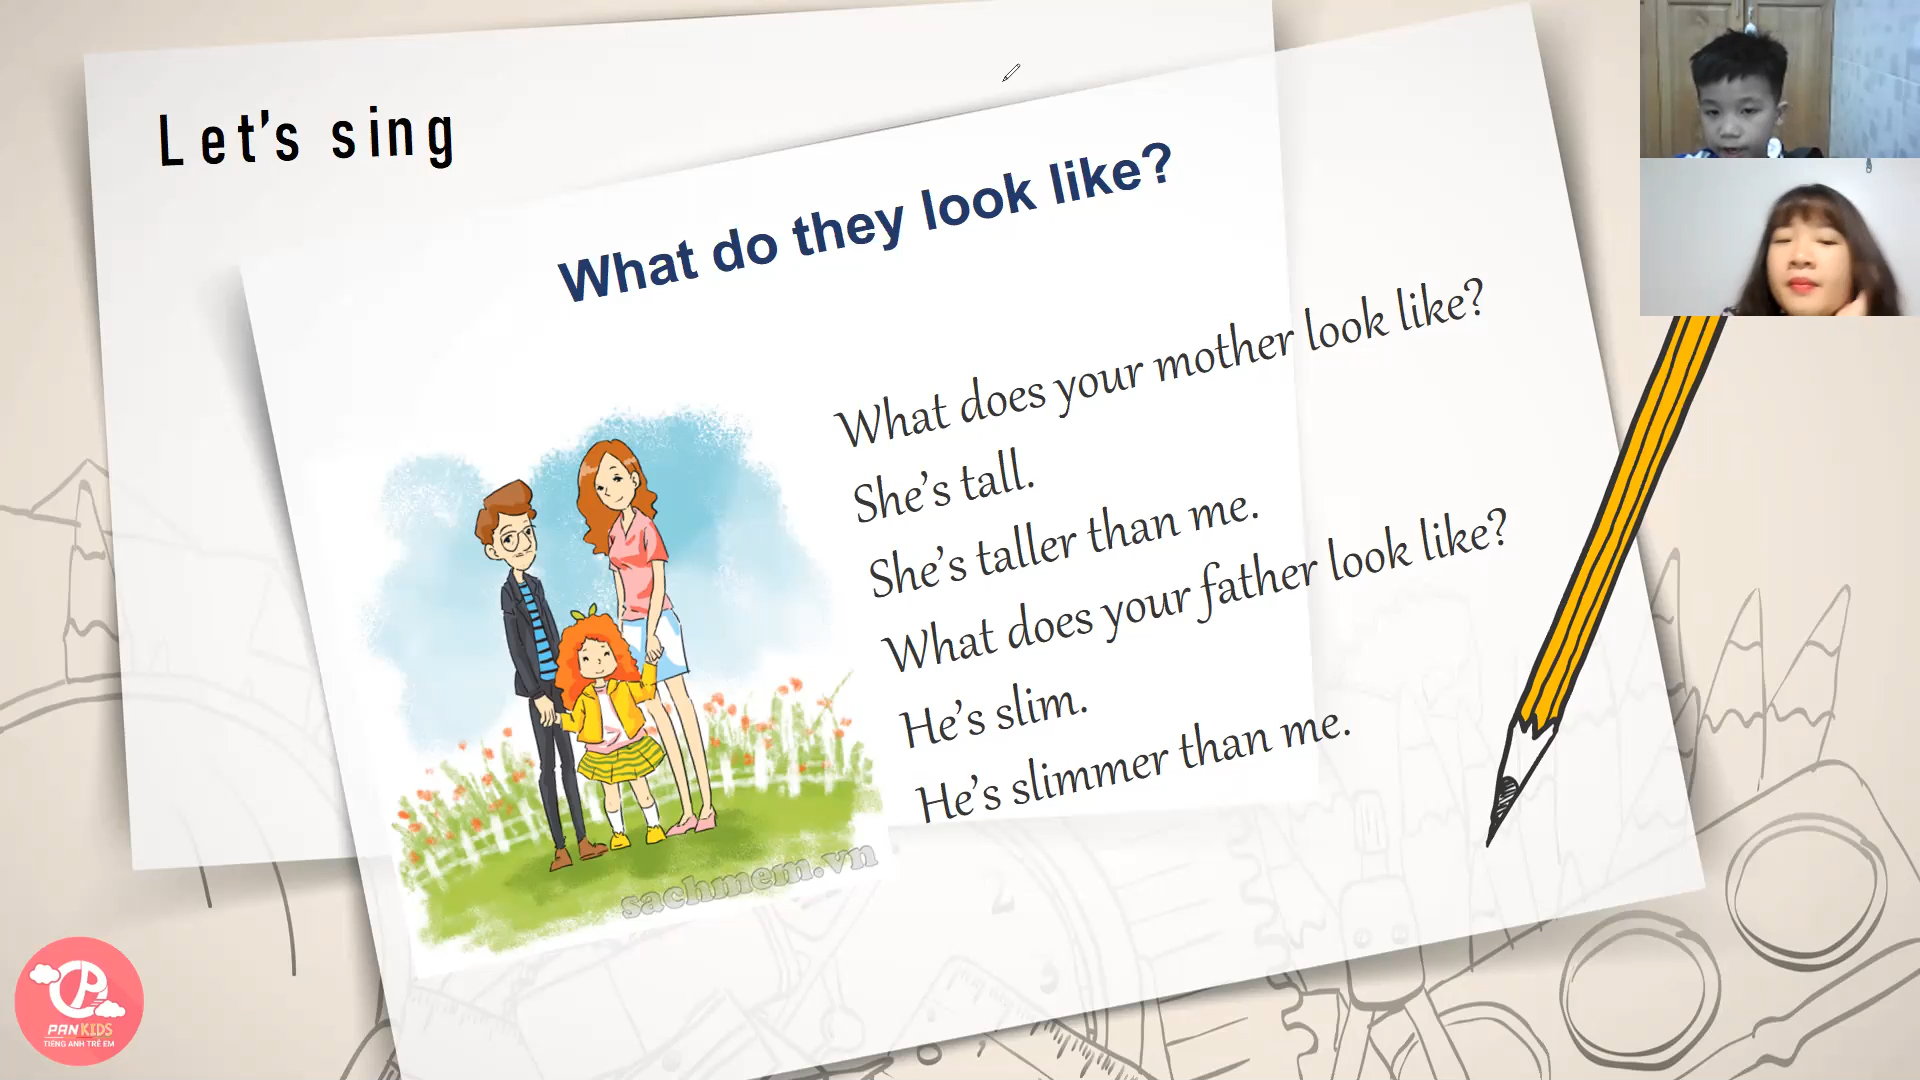 Let's sing
What do they look like?
What does your mother look like?
She's tall.
She's taller than me.
What does your father look like?
He's slim.
He's slimmer than me.
sachmem.vn
PANKIDS
TIẾNG ANH TRẺ EM